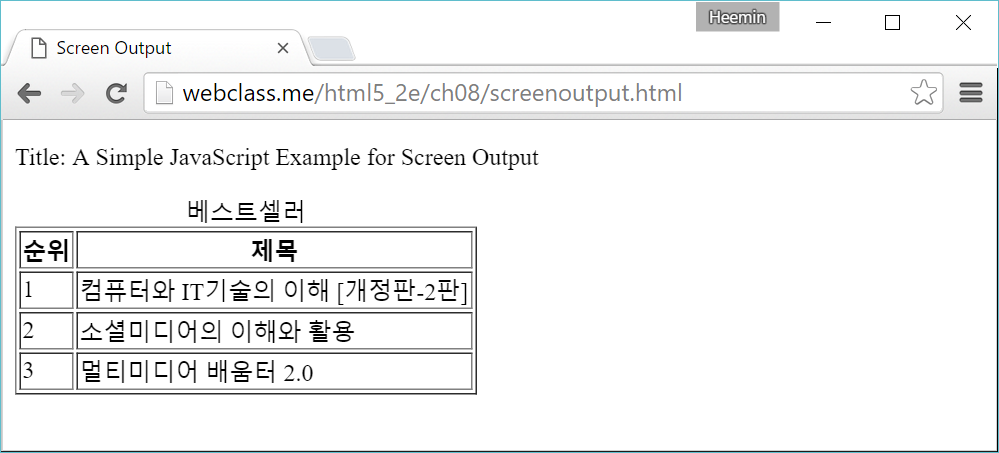 Heemin
Screen Output
webclass.me/html5_2e/ch08/screenoutput.html
Title: A Simple JavaScript Example for Screen Output
베스트셀러
순위 제목
1 컴퓨터와 IT기술의 이해 [개정판-2판]
2 소셜미디어의 이해와 활용
3 멀티미디어 배움터 2.0